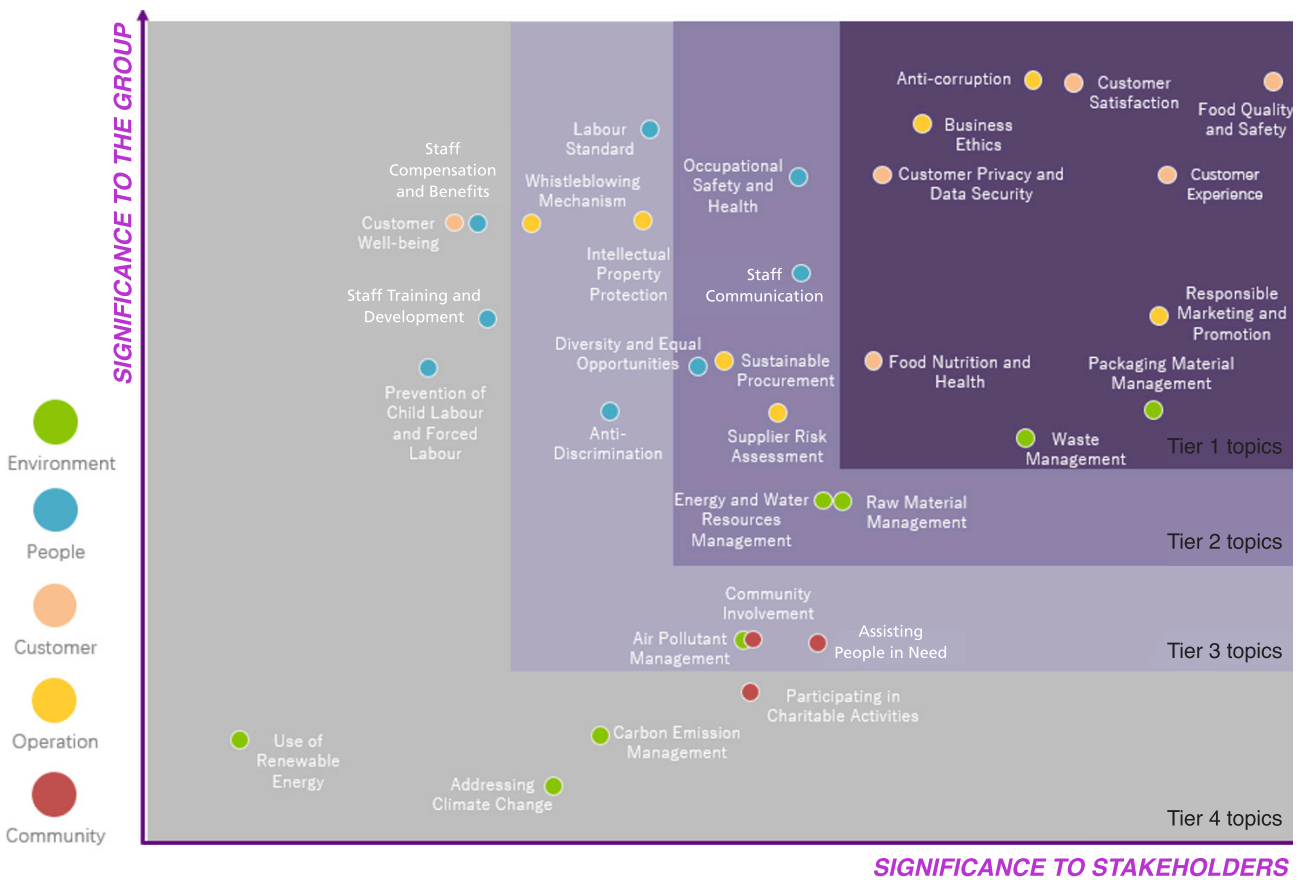 SIGNIFICANCE TO THE GROUP
Anti-corruption
Customer
Satisfaction
Food Quality
and Safety
Business
Ethics
Labour
Standard
Staff
Compensation
and Benefits
Occupational
Safety and
Health
Customer Privacy and
Data Security
Customer
Experience
Whistleblowing
Mechanism
Customer
Well-being
Intellectual
Property
Protection
Staff
Communication
Staff Training and
Development
Responsible
Marketing and
Promotion
Diversity and Equal
Opportunities
Sustainable
Procurement
Food Nutrition and
Health
Packaging Material
Management
Prevention of
Child Labour
and Forced
Labour
Anti-
Discrimination
Supplier Risk
Assessment
Waste
Management
Tier 1 topics
Energy and Water
Resources
Management
Raw Material
Management
Tier 2 topics
Community
Involvement
Air Pollutant
Management
Assisting
People in Need
Tier 3 topics
Participating in
Charitable Activities
Use of
Renewable
Energy
Carbon Emission
Management
Addressing
Climate Change
Tier 4 topics
Environment
People
Customer
Operation
Community
SIGNIFICANCE TO STAKEHOLDERS